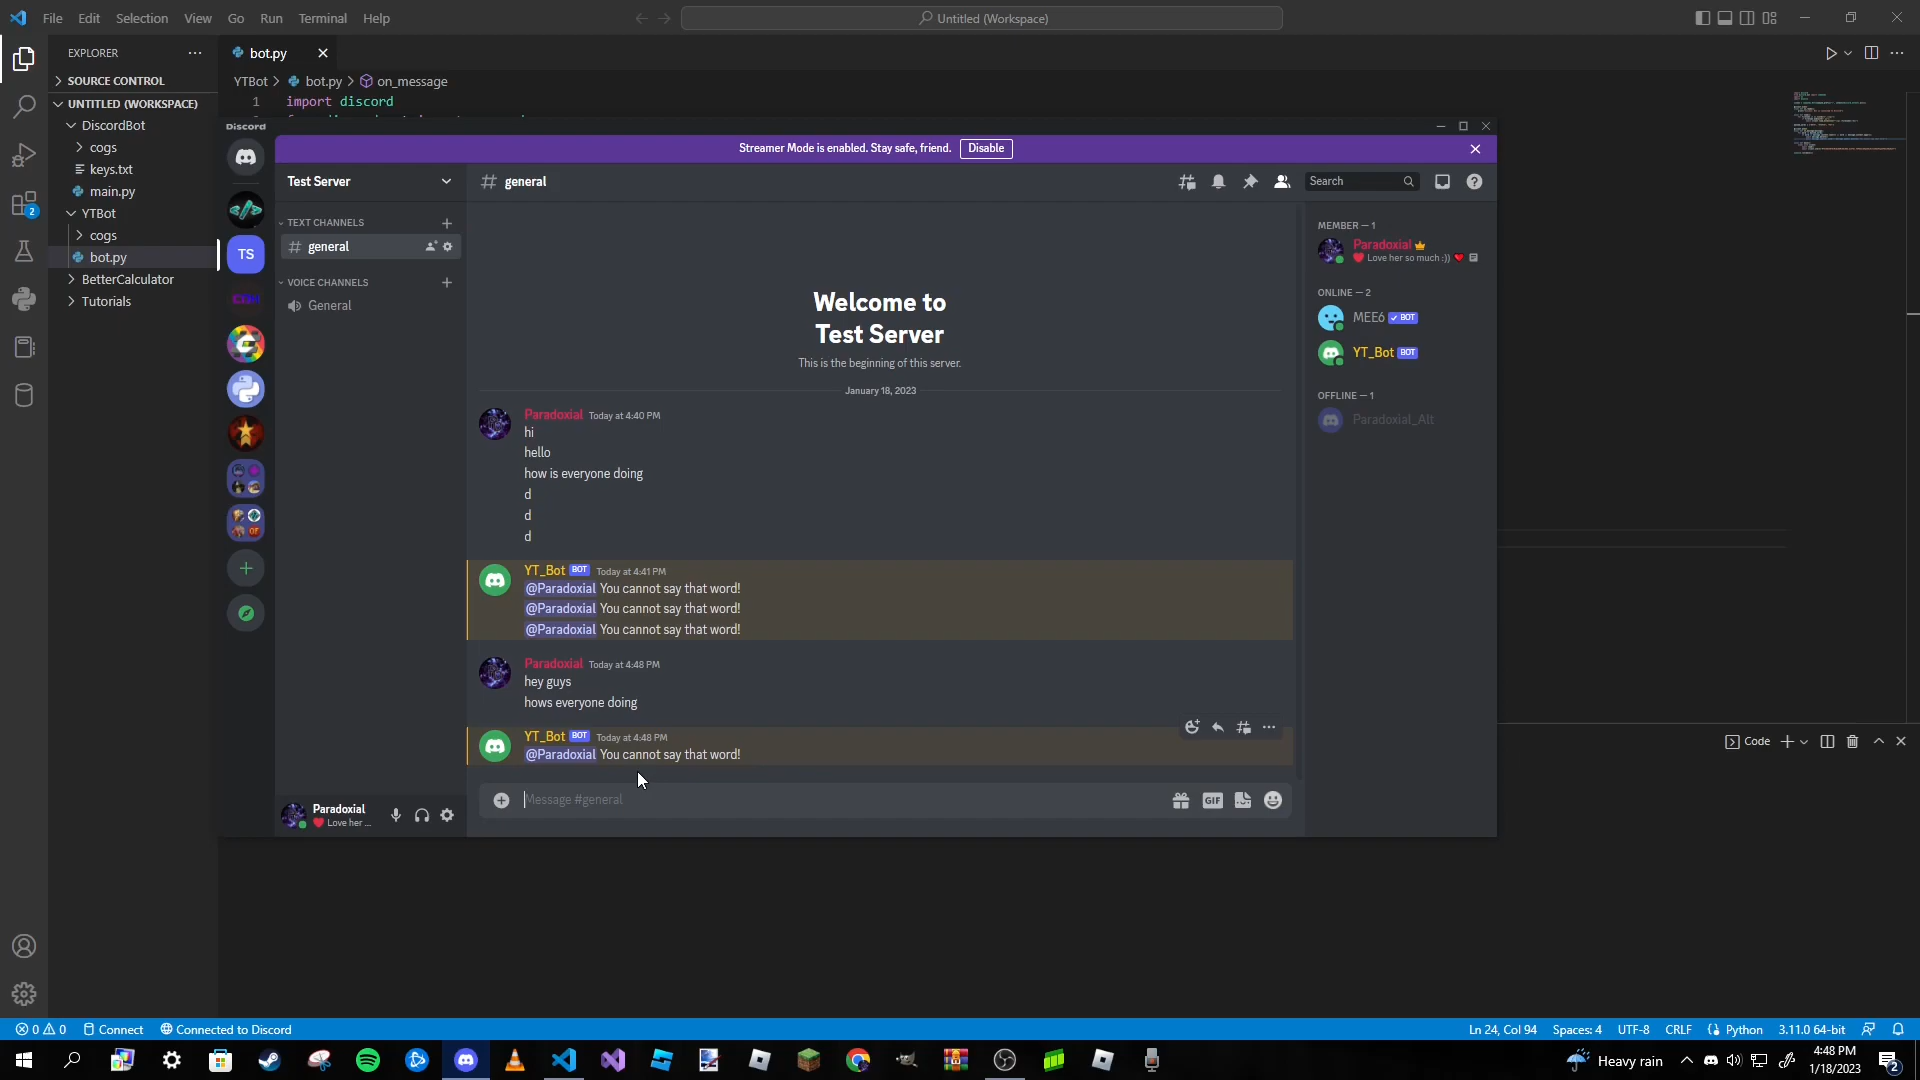 File Edit Selection View Go Run Terminal Help
Untitled (Workspace)
EXPLORER
bot.py
SOURCE CONTROL
YTBot > bot.py > on_message
UNTITLED (WORKSPACE)
1 import discord
DiscordBot
cogs
keys.txt
main.py
YTBot
cogs
bot.py
BetterCalculator
Tutorials
2
Discord
Streamer Mode is enabled. Stay safe, friend. Disable
Test Server
# general
Search
TEXT CHANNELS
# general
VOICE CHANNELS
General
TS
Welcome to
Test Server
This is the beginning of this server.
January 18, 2023
Paradoxial Today at 4:40 PM
hi
hello
how is everyone doing
d
d
d
YT_Bot BOT Today at 4:41 PM
@Paradoxial You cannot say that word!
@Paradoxial You cannot say that word!
@Paradoxial You cannot say that word!
Paradoxial Today at 4:48 PM
hey guys
hows everyone doing
YT_Bot BOT Today at 4:48 PM
@Paradoxial You cannot say that word!
Message #general
GIF
MEMBER — 1
Paradoxial
Love her so much :))
ONLINE — 2
MEE6 BOT
YT_Bot BOT
OFFLINE — 1
Paradoxial_Alt
Paradoxial
Love her ...
Code
0 0 Connect Connected to Discord
Ln 24, Col 94 Spaces: 4 UTF-8 CRLF Python 3.11.0 64-bit
Heavy rain
4:48 PM
1/18/2023
2